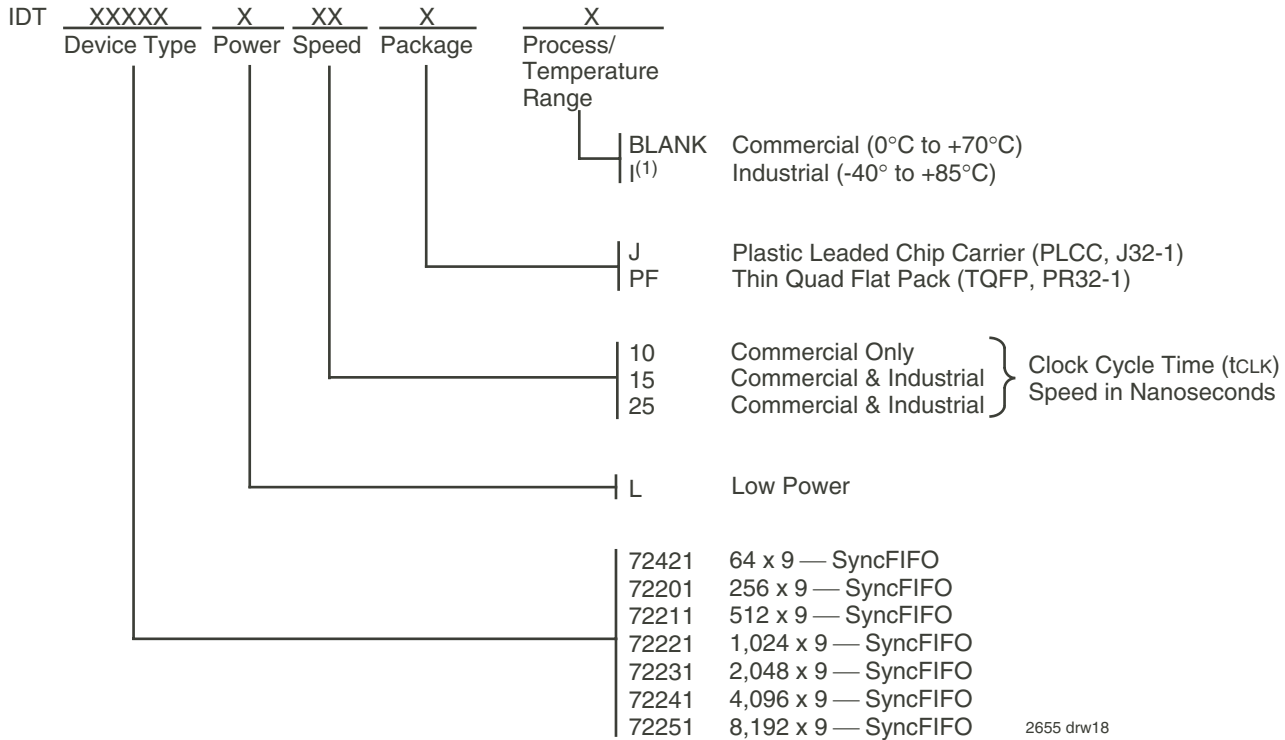 IDT XXXXX X XX X X
Device Type Power Speed Package Process/
Temperature
Range
BLANK Commercial (0°C to +70°C)
I(1) Industrial (-40° to +85°C)
J Plastic Leaded Chip Carrier (PLCC, J32-1)
PF Thin Quad Flat Pack (TQFP, PR32-1)
10 Commercial Only
15 Commercial & Industrial
25 Commercial & Industrial
Clock Cycle Time (tCLK)
Speed in Nanoseconds
L Low Power
72421 64 x 9 — SyncFIFO
72201 256 x 9 — SyncFIFO
72211 512 x 9 — SyncFIFO
72221 1,024 x 9 — SyncFIFO
72231 2,048 x 9 — SyncFIFO
72241 4,096 x 9 — SyncFIFO
72251 8,192 x 9 — SyncFIFO
2655 drw18